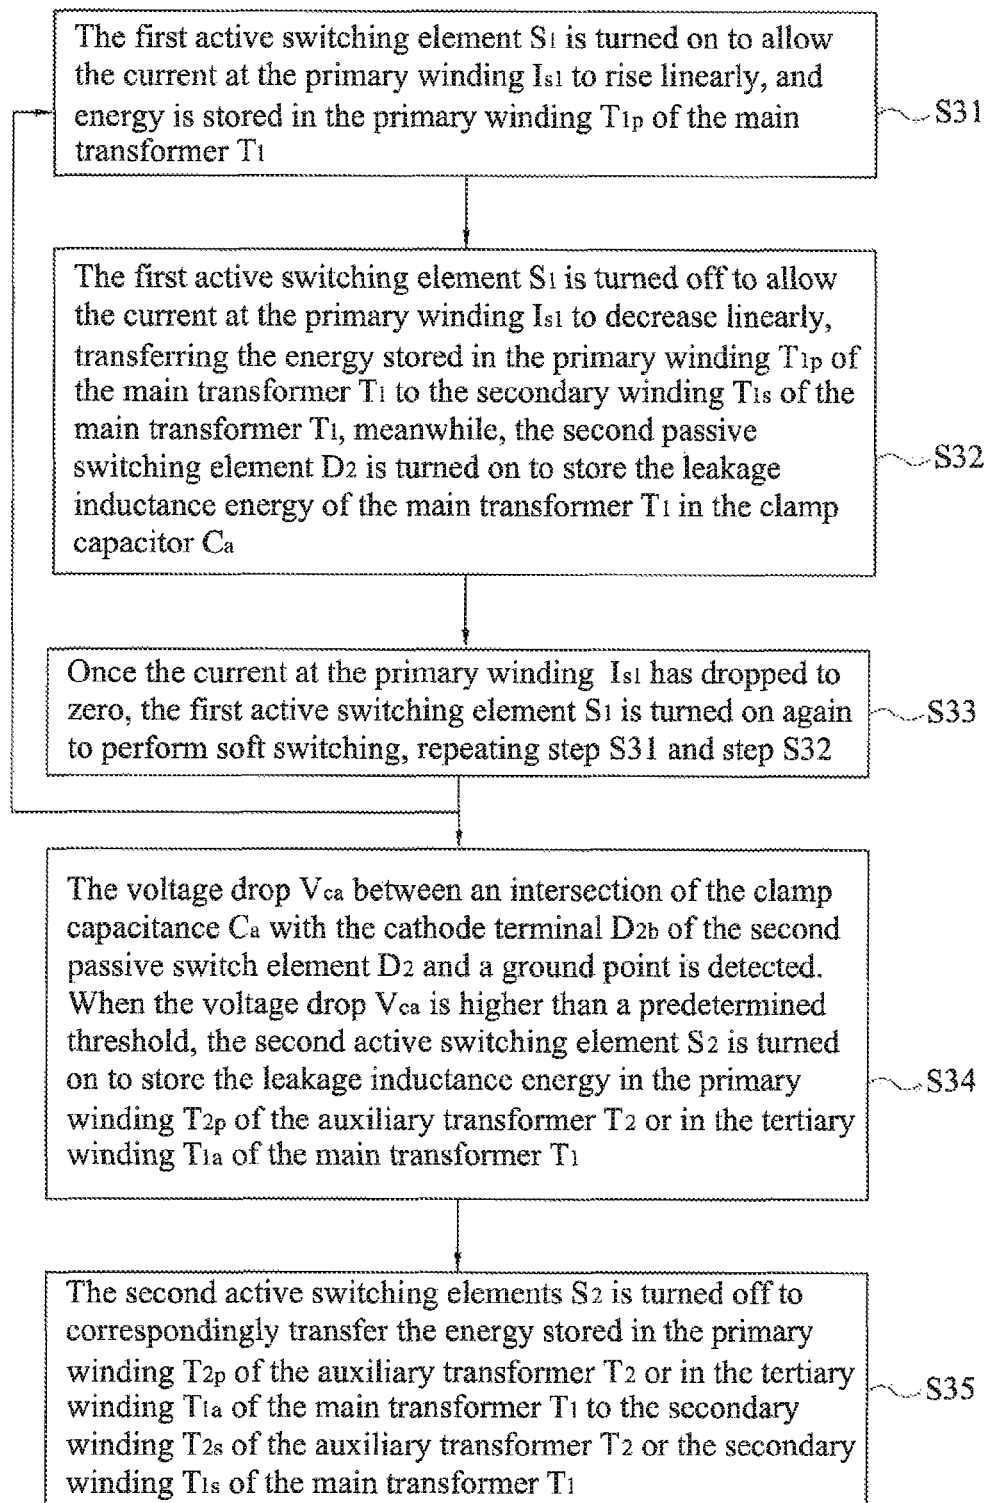 The first active switching element S1 is turned on to allow
the current at the primary winding Is1 to rise linearly, and
energy is stored in the primary winding T1p of the main
transformer T1
S31
The first active switching element S1 is turned off to allow
the current at the primary winding Is1 to decrease linearly,
transferring the energy stored in the primary winding T1p of
the main transformer T1 to the secondary winding T1s of the
main transformer T1, meanwhile, the second passive
switching element D2 is turned on to store the leakage
inductance energy of the main transformer T1 in the clamp
capacitor Ca
S32
Once the current at the primary winding Is1 has dropped to
zero, the first active switching element S1 is turned on again
to perform soft switching, repeating step S31 and step S32
S33
The voltage drop Vca between an intersection of the clamp
capacitance Ca with the cathode terminal D2b of the second
passive switch element D2 and a ground point is detected.
When the voltage drop Vca is higher than a predetermined
threshold, the second active switching element S2 is turned
on to store the leakage inductance energy in the primary
winding T2p of the auxiliary transformer T2 or in the tertiary
winding T1a of the main transformer T1
S34
The second active switching elements S2 is turned off to
correspondingly transfer the energy stored in the primary
winding T2p of the auxiliary transformer T2 or in the tertiary
winding T1a of the main transformer T1 to the secondary
winding T2s of the auxiliary transformer T2 or the secondary
winding T1s of the main transformer T1
S35